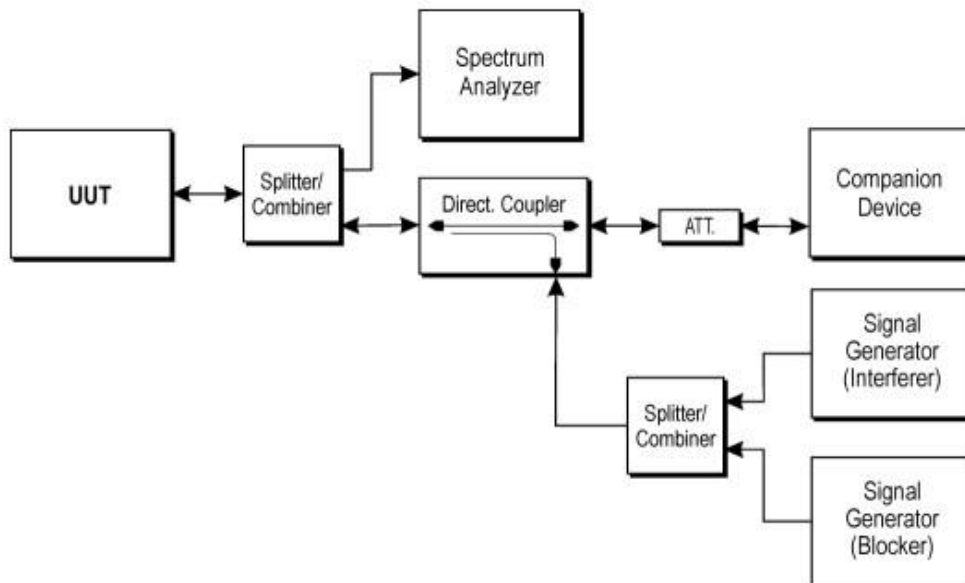 Spectrum
Analyzer
UUT
Splitter/
Combiner
Direct. Coupler
ATT.
Companion
Device
Signal
Generator
(Interferer)
Splitter/
Combiner
Signal
Generator
(Blocker)